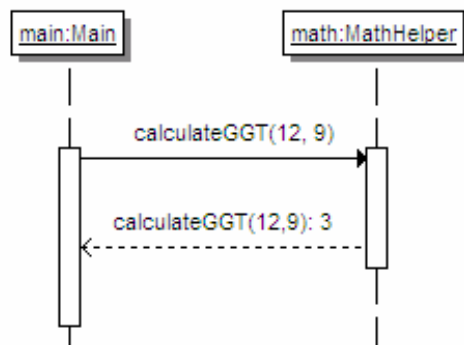 main:Main
math:MathHelper
calculateGGT(12, 9)
calculateGGT(12,9): 3